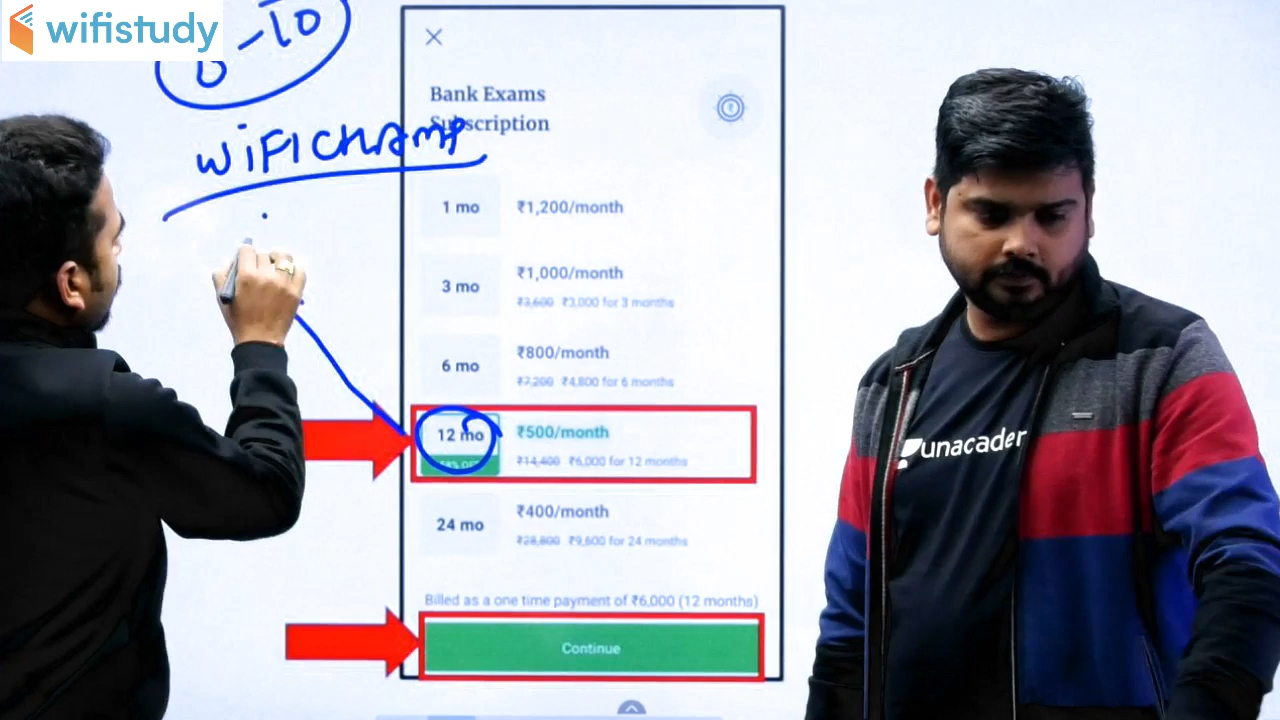 wifistudy
-10
WiFiCHAMP
Bank Exams
Subscription
1 mo ₹1,200/month
3 mo ₹1,000/month
₹3,600 ₹3,000 for 3 months
6 mo ₹800/month
₹7,200 ₹4,800 for 6 months
12 mo ₹500/month
₹14,400 ₹6,000 for 12 months
24 mo ₹400/month
₹28,800 ₹9,600 for 24 months
Billed as a one time payment of ₹6,000 (12 months)
Continue
unacader